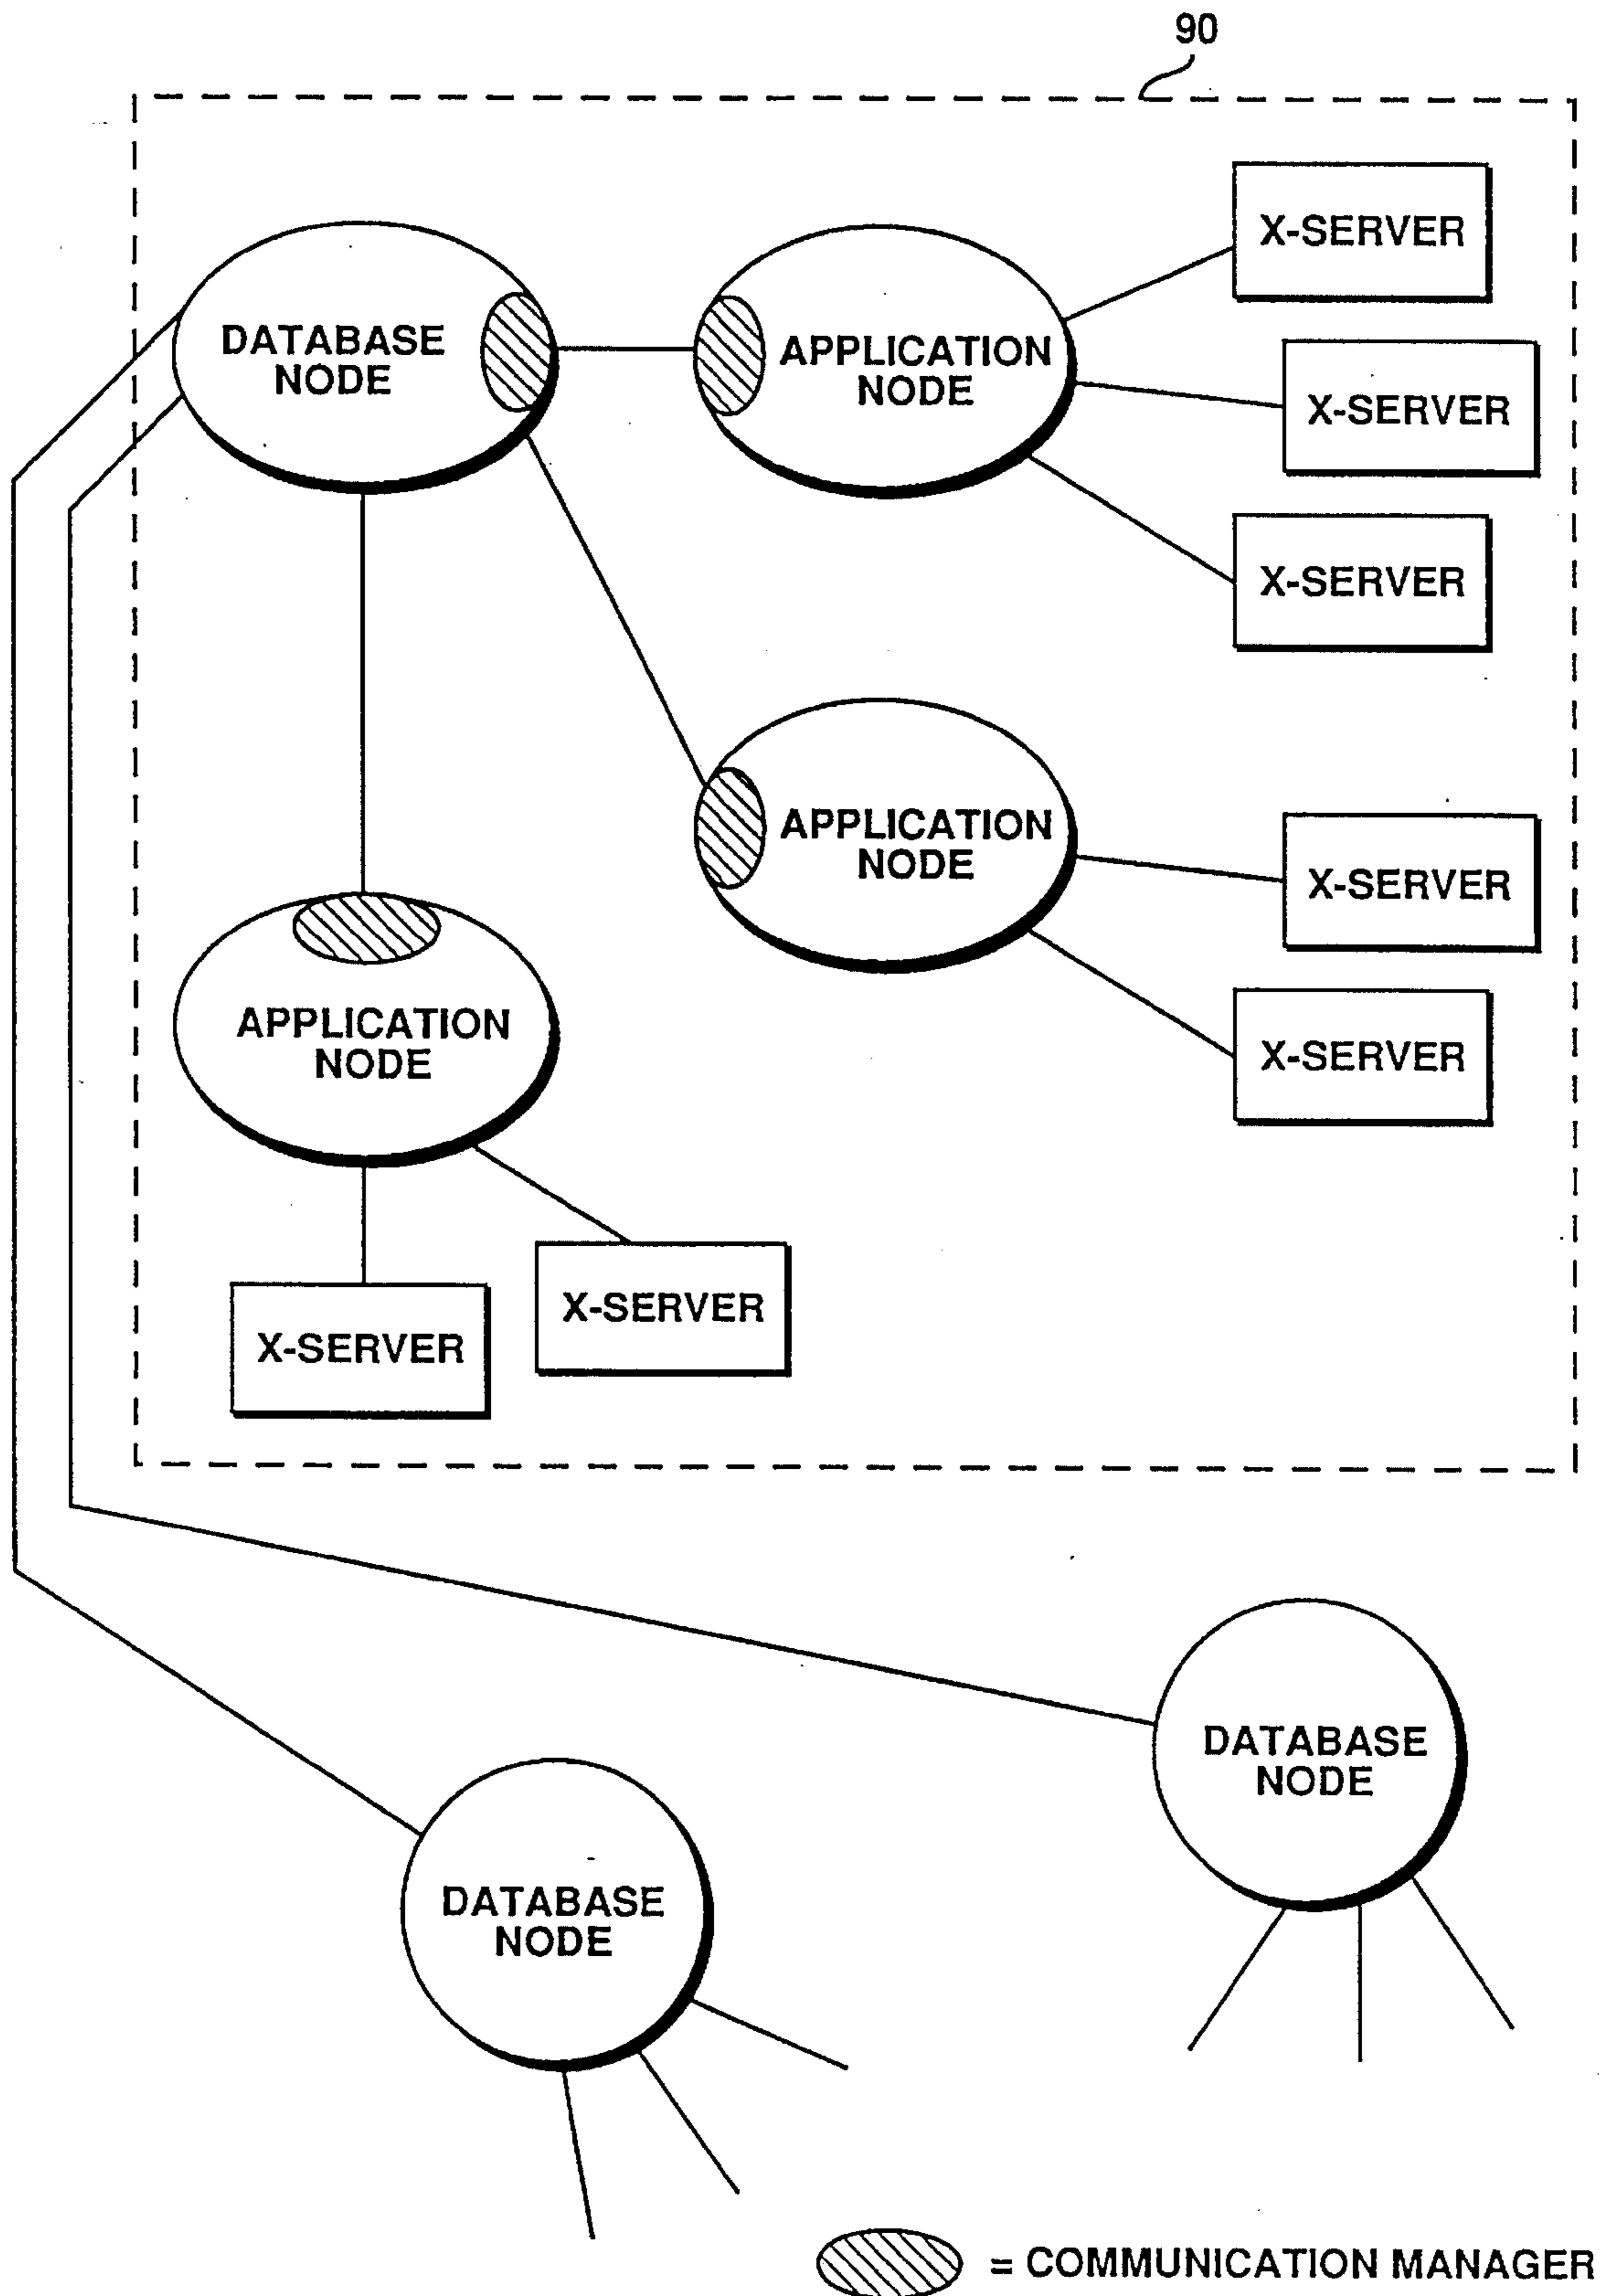 90
X-SERVER
DATABASE
NODE
APPLICATION
NODE
X-SERVER
X-SERVER
APPLICATION
NODE
X-SERVER
APPLICATION
NODE
X-SERVER
X-SERVER
X-SERVER
DATABASE
NODE
DATABASE
NODE
= COMMUNICATION MANAGER